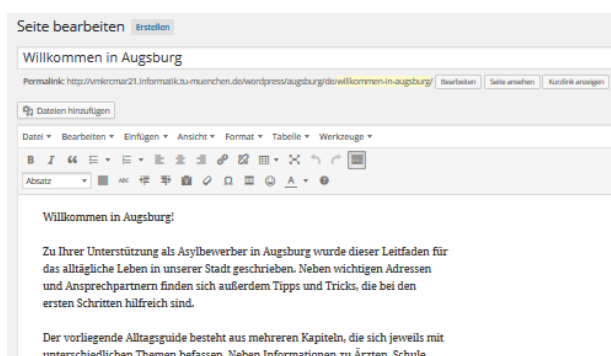 Seite bearbeiten Erstellen
Willkommen in Augsburg
Permalink: http://vmkrcmar21.informatik.tu-muenchen.de/wordpress/augsburg/de/willkommen-in-augsburg/ Bearbeiten Seite ansehen Kurzlink anzeigen
Dateien hinzufügen
Datei Bearbeiten Einfügen Ansicht Format Tabelle Werkzeuge
B I
Absatz ABC Ω A
Willkommen in Augsburg!
Zu Ihrer Unterstützung als Asylbewerber in Augsburg wurde dieser Leitfaden für
das alltägliche Leben in unserer Stadt geschrieben. Neben wichtigen Adressen
und Ansprechpartnern finden sich außerdem Tipps und Tricks, die bei den
ersten Schritten hilfreich sind.
Der vorliegende Alltagsguide besteht aus mehreren Kapiteln, die sich jeweils mit
unterschiedlichen Themen befassen. Neben Informationen zu Ärzten, Schule